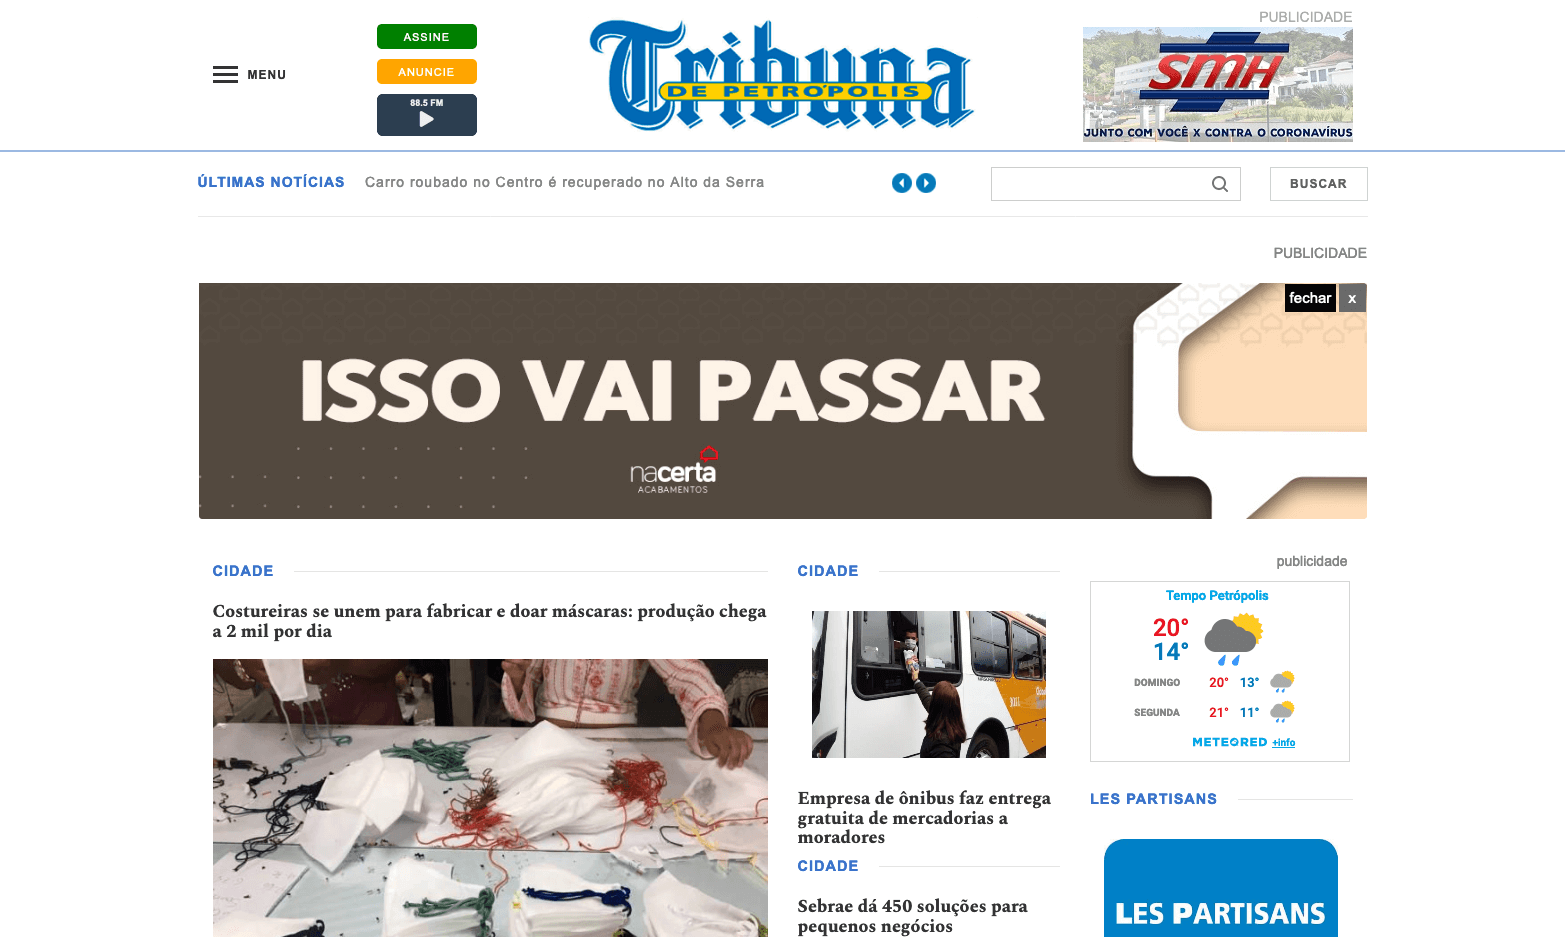 MENU
ASSINE
ANUNCIE
88.5 FM
Tribuna
DE PETRÓPOLIS
PUBLICIDADE
SMH
JUNTO COM VOCÊ X CONTRA O CORONAVÍRUS
ÚLTIMAS NOTÍCIAS Carro roubado no Centro é recuperado no Alto da Serra
BUSCAR
PUBLICIDADE
fechar x
ISSO VAI PASSAR
nacerta
ACABAMENTOS
CIDADE
Costureiras se unem para fabricar e doar máscaras: produção chega
a 2 mil por dia
CIDADE
Empresa de ônibus faz entrega
gratuita de mercadorias a
moradores
CIDADE
Sebrae dá 450 soluções para
pequenos negócios
publicidade
Tempo Petrópolis
20°
14°
DOMINGO 20° 13°
SEGUNDA 21° 11°
METEORED +info
LES PARTISANS
LES PARTISANS